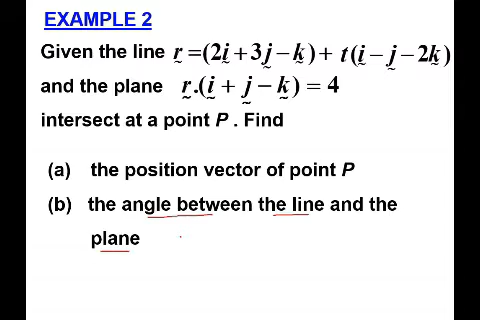 EXAMPLE 2
Given the line r = (2i + 3j − k) + t(i − j − 2k)
and the plane r.(i + j − k) = 4
intersect at a point P . Find
(a) the position vector of point P
(b) the angle between the line and the
plane